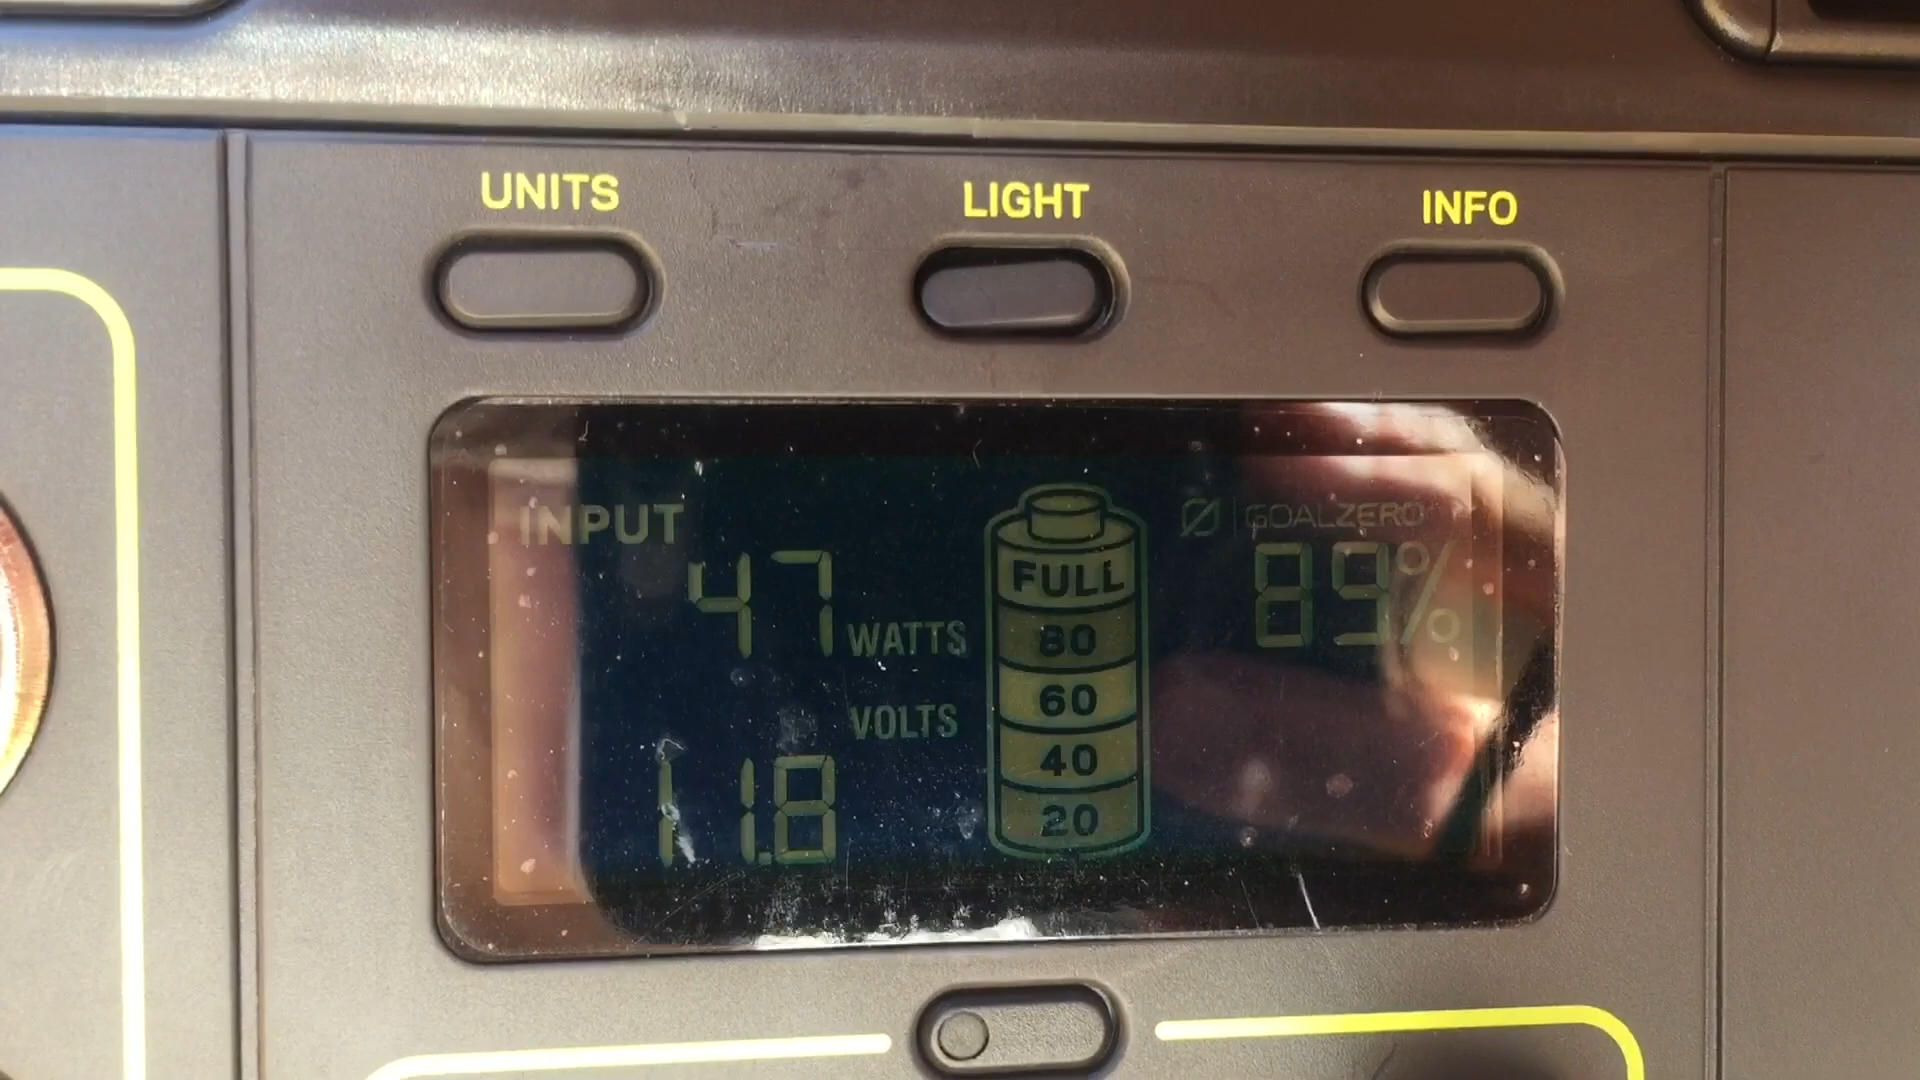 UNITS LIGHT INFO
INPUT
GOALZERO
47 WATTS
89%
VOLTS
11.8
FULL
80
60
40
20